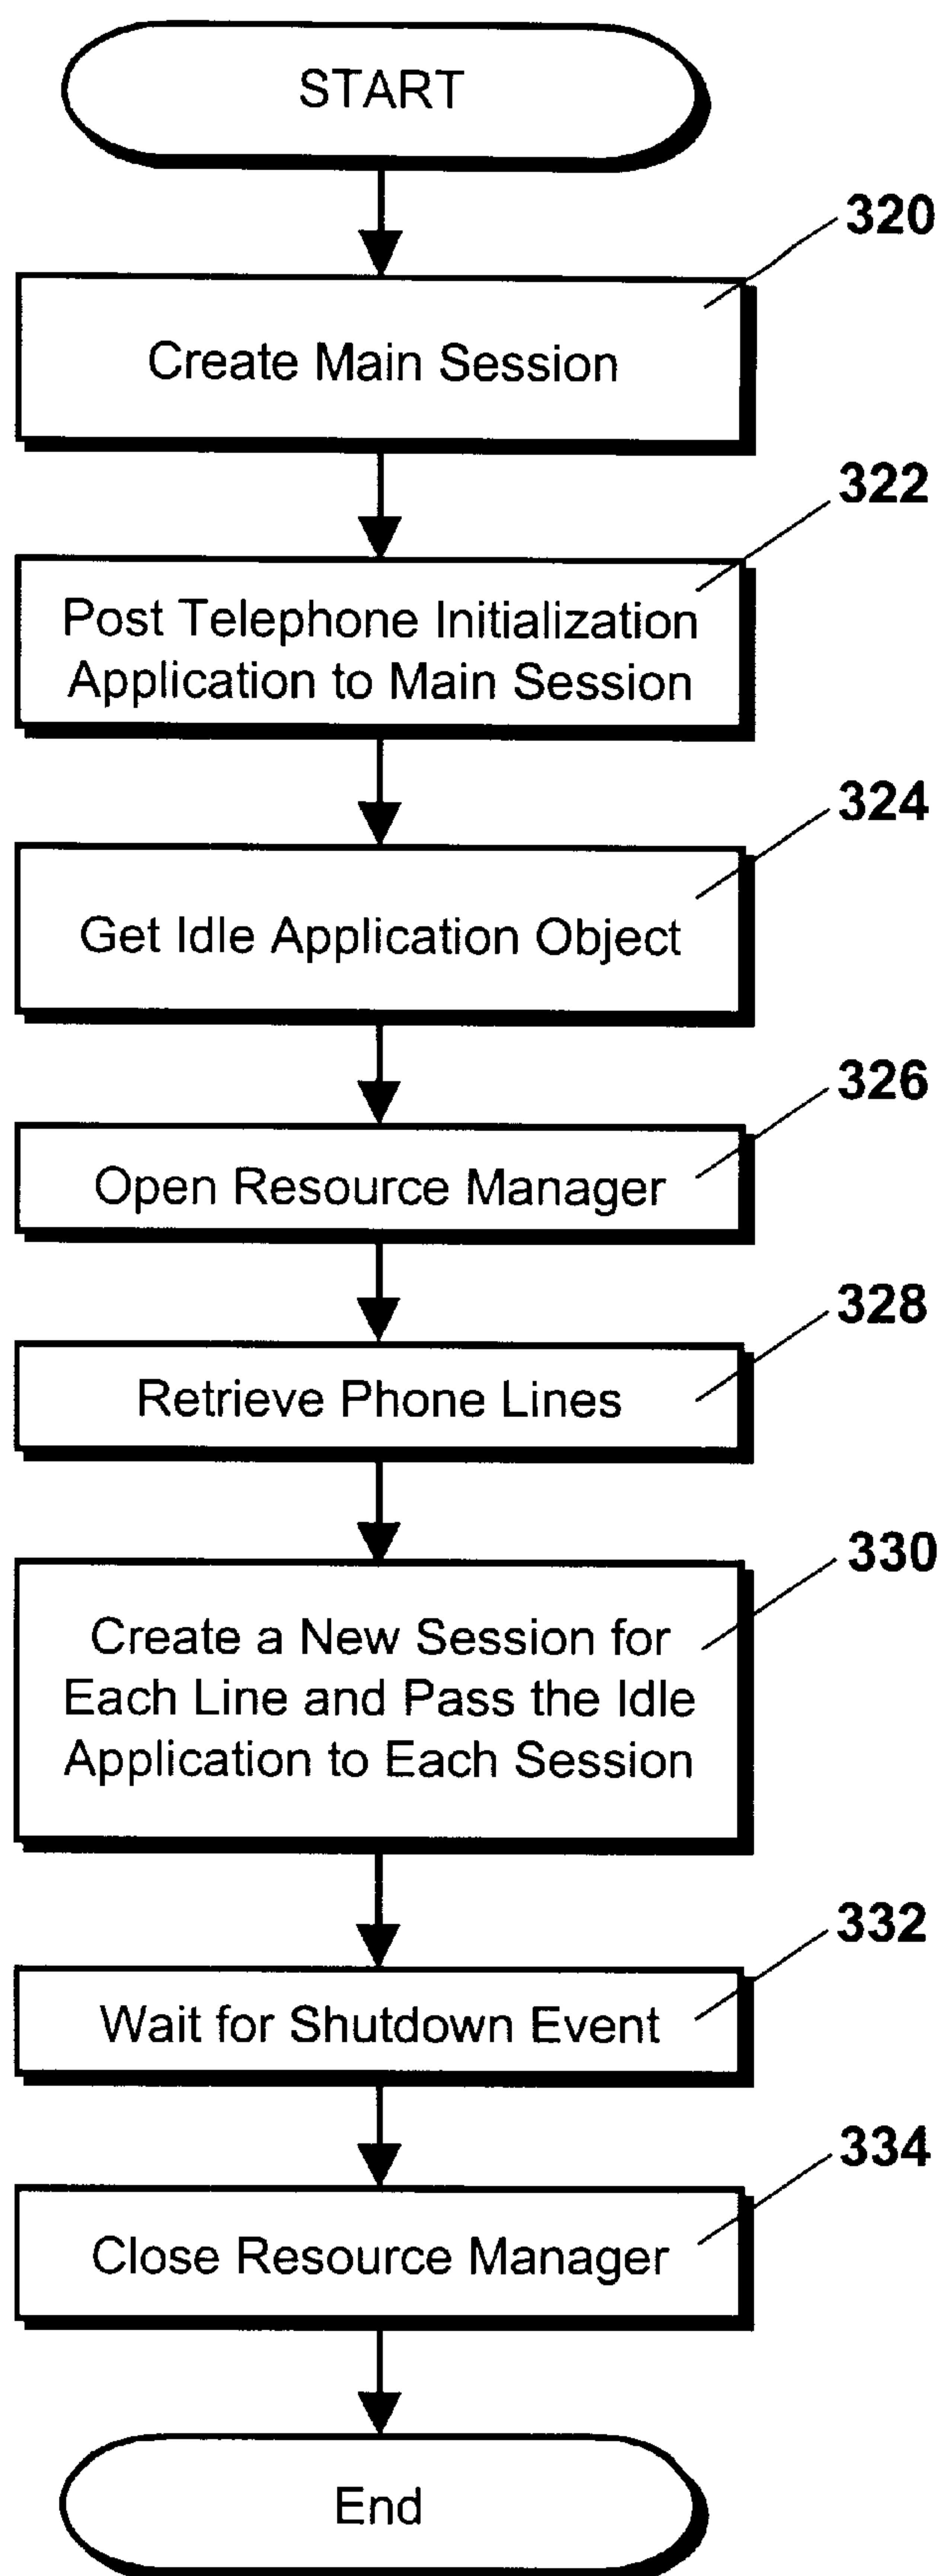 START
320
Create Main Session
322
Post Telephone Initialization
Application to Main Session
324
Get Idle Application Object
326
Open Resource Manager
328
Retrieve Phone Lines
330
Create a New Session for
Each Line and Pass the Idle
Application to Each Session
332
Wait for Shutdown Event
334
Close Resource Manager
End